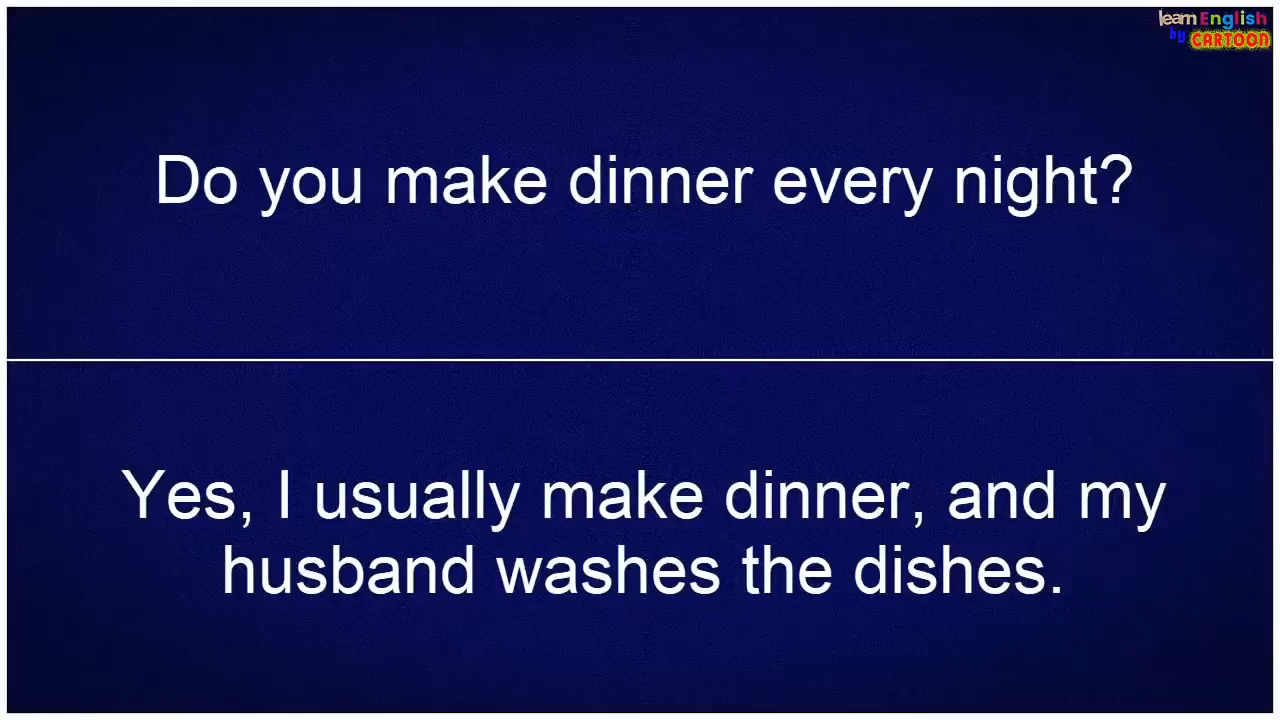 learn English
by CARTOON
Do you make dinner every night?
Yes, I usually make dinner, and my
husband washes the dishes.